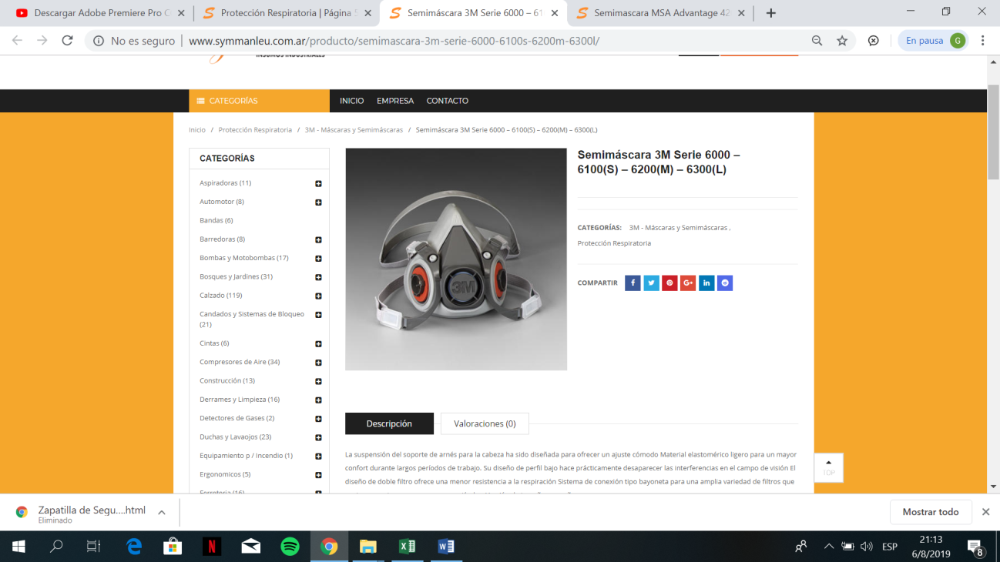 Descargar Adobe Premiere Pro C
Protección Respiratoria | Página 5
Semimáscara 3M Serie 6000 – 61
Semimascara MSA Advantage 42
No es seguro
www.symmanleu.com.ar/producto/semimascara-3m-serie-6000-6100s-6200m-6300l/
En pausa
G
INSUMOS INDUSTRIALES
CATEGORÍAS
INICIO
EMPRESA
CONTACTO
Inicio / Protección Respiratoria / 3M - Máscaras y Semimáscaras / Semimáscara 3M Serie 6000 – 6100(S) – 6200(M) – 6300(L)
CATEGORÍAS
Aspiradoras (11)
Automotor (8)
Bandas (6)
Barredoras (8)
Bombas y Motobombas (17)
Bosques y Jardines (31)
Calzado (119)
Candados y Sistemas de Bloqueo
(21)
Cintas (6)
Compresores de Aire (34)
Construcción (13)
Derrames y Limpieza (16)
Detectores de Gases (2)
Duchas y Lavaojos (23)
Equipamiento p / Incendio (1)
Ergonomicos (5)
Ferreteria (16)
3M
Semimáscara 3M Serie 6000 –
6100(S) – 6200(M) – 6300(L)
CATEGORÍAS: 3M - Máscaras y Semimáscaras ,
Protección Respiratoria
COMPARTIR
Descripción
Valoraciones (0)
La suspensión del soporte de arnés para la cabeza ha sido diseñada para ofrecer un ajuste cómodo Material elastomérico ligero para un mayor
confort durante largos períodos de trabajo. Su diseño de perfil bajo hace prácticamente desaparecer las interferencias en el campo de visión El
diseño de doble filtro ofrece una menor resistencia a la respiración Sistema de conexión tipo bayoneta para una amplia variedad de filtros que
TOP
Zapatilla de Segu....html
Eliminado
Mostrar todo
ESP
21:13
6/8/2019
8